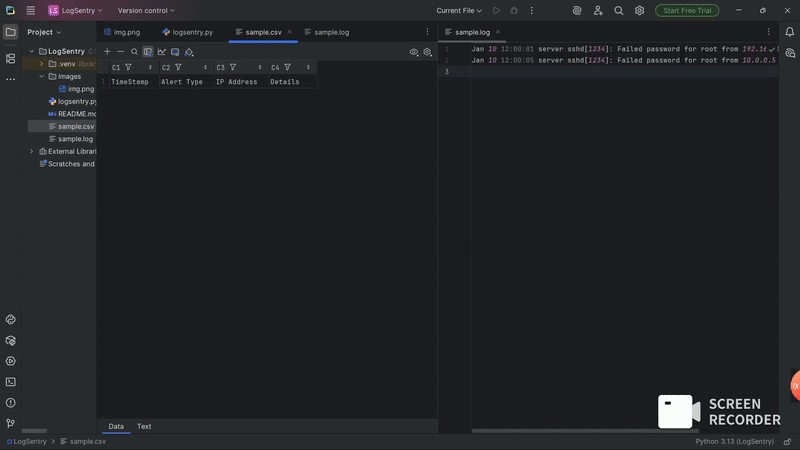 LS LogSentry Version control Current File Start Free Trial
Project img.png logsentry.py sample.csv sample.log sample.log
LogSentry
.venv
images
img.png
logsentry.py
README.md
sample.csv
sample.log
External Librari
Scratches and
C1 C2 C3 C4
1 TimeStamp Alert Type IP Address Details
1 Jan 10 12:00:01 server sshd[1234]: Failed password for root from 192.16
2 Jan 10 12:00:05 server sshd[1234]: Failed password for root from 10.0.0.5
3
SCREEN
RECORDER
Data Text
LogSentry sample.csv Python 3.13 (LogSentry)